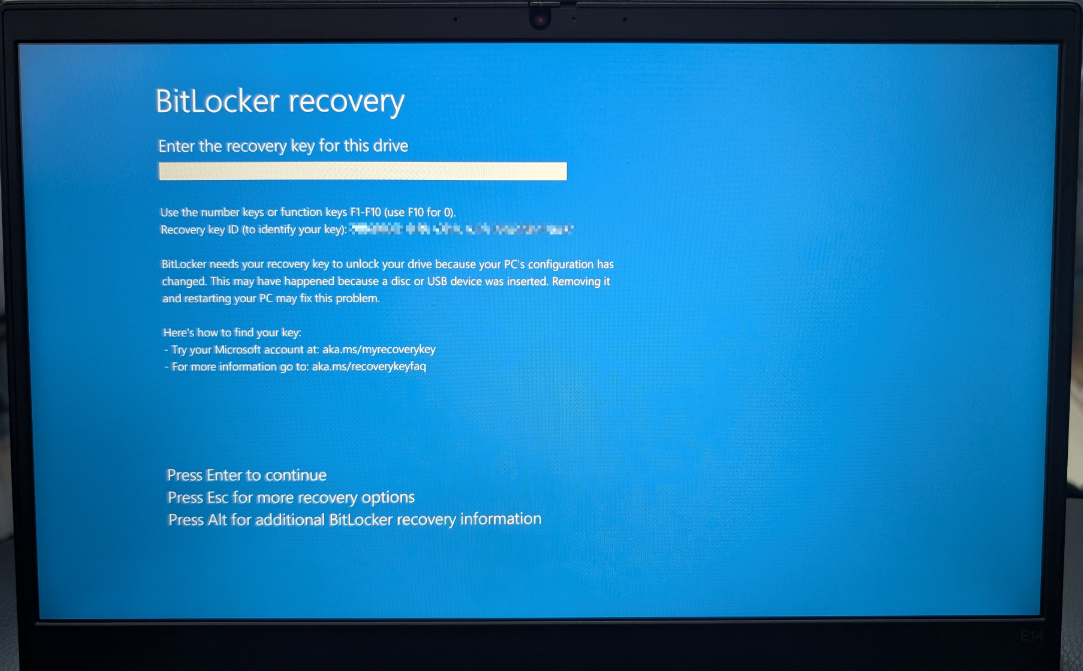 BitLocker recovery
Enter the recovery key for this drive
Use the number keys or function keys F1-F10 (use F10 for 0).
Recovery key ID (to identify your key):
BitLocker needs your recovery key to unlock your drive because your PC's configuration has
changed. This may have happened because a disc or USB device was inserted. Removing it
and restarting your PC may fix this problem.
Here's how to find your key:
- Try your Microsoft account at: aka.ms/myrecoverykey
- For more information go to: aka.ms/recoverykeyfaq
Press Enter to continue
Press Esc for more recovery options
Press Alt for additional BitLocker recovery information
E14